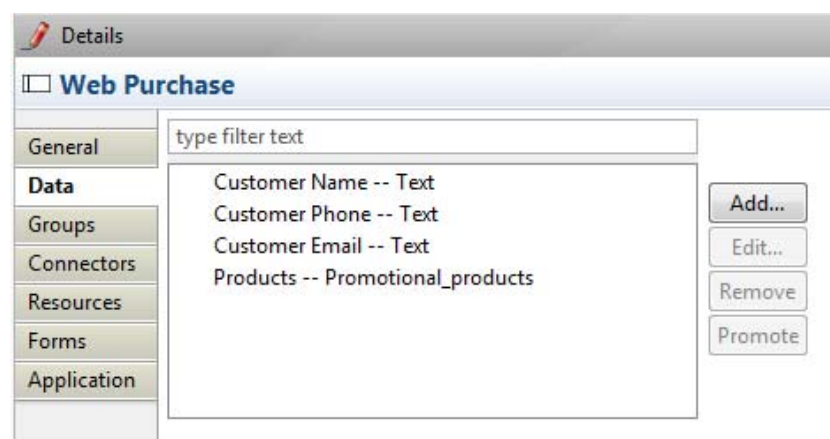 Details
Web Purchase
General
Data
Groups
Connectors
Resources
Forms
Application
type filter text
Customer Name -- Text
Customer Phone -- Text
Customer Email -- Text
Products -- Promotional_products
Add...
Edit...
Remove
Promote